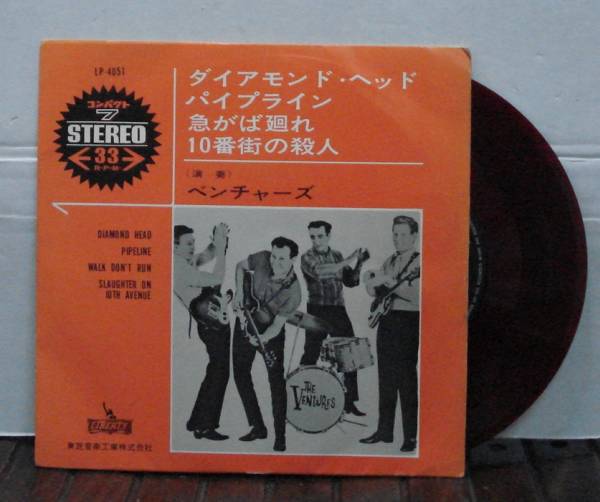 LP-4051
コンパクト
7
STEREO
33
R・P・M
ダイアモンド・ヘッド
パイプライン
急がば廻れ
10番街の殺人
(演奏)
ベンチャーズ
DIAMOND HEAD
PIPELINE
WALK DON'T RUN
SLAUGHTER ON
10TH AVENUE
THE
VENTURES
LIBERTY
東芝音楽工業株式会社